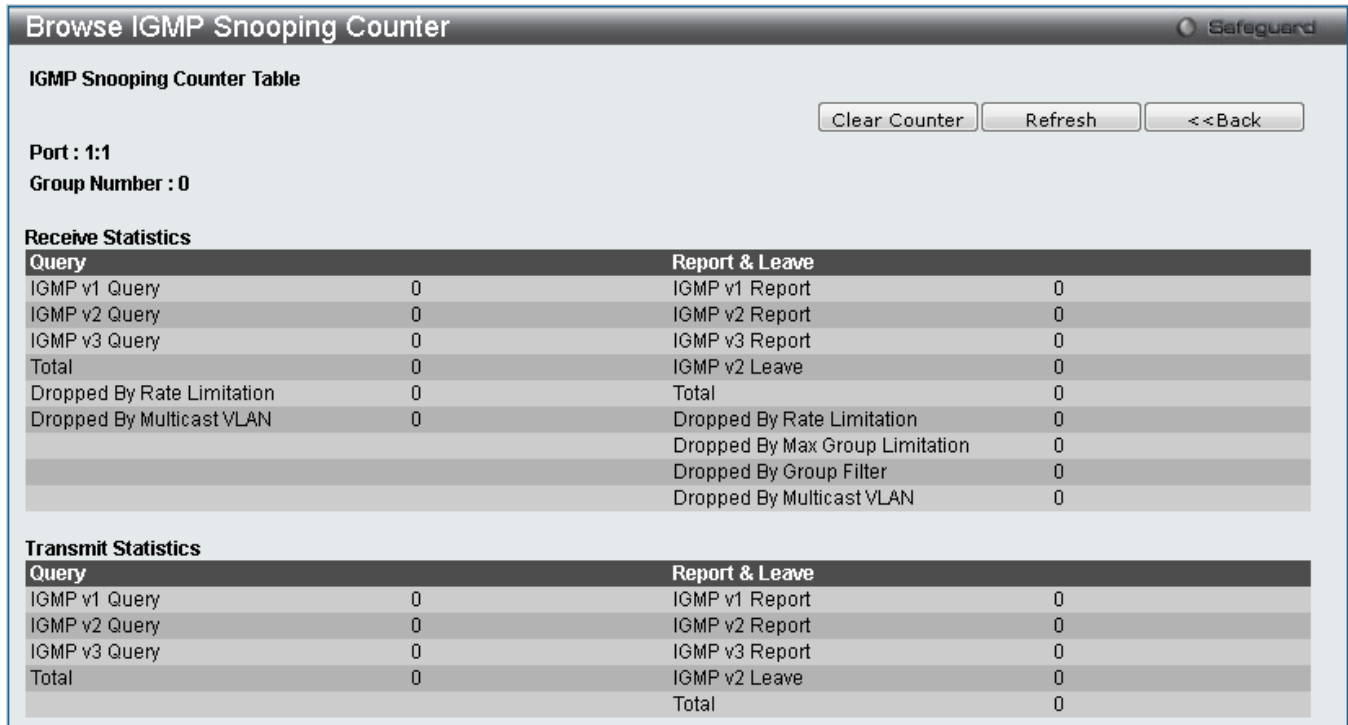 Browse IGMP Snooping Counter
Safeguard
IGMP Snooping Counter Table
Clear Counter Refresh <<Back
Port : 1:1
Group Number : 0
Receive Statistics
Query Report & Leave
IGMP v1 Query 0 IGMP v1 Report 0
IGMP v2 Query 0 IGMP v2 Report 0
IGMP v3 Query 0 IGMP v3 Report 0
Total 0 IGMP v2 Leave 0
Dropped By Rate Limitation 0 Total 0
Dropped By Multicast VLAN 0 Dropped By Rate Limitation 0
Dropped By Max Group Limitation 0
Dropped By Group Filter 0
Dropped By Multicast VLAN 0
Transmit Statistics
Query Report & Leave
IGMP v1 Query 0 IGMP v1 Report 0
IGMP v2 Query 0 IGMP v2 Report 0
IGMP v3 Query 0 IGMP v3 Report 0
Total 0 IGMP v2 Leave 0
Total 0